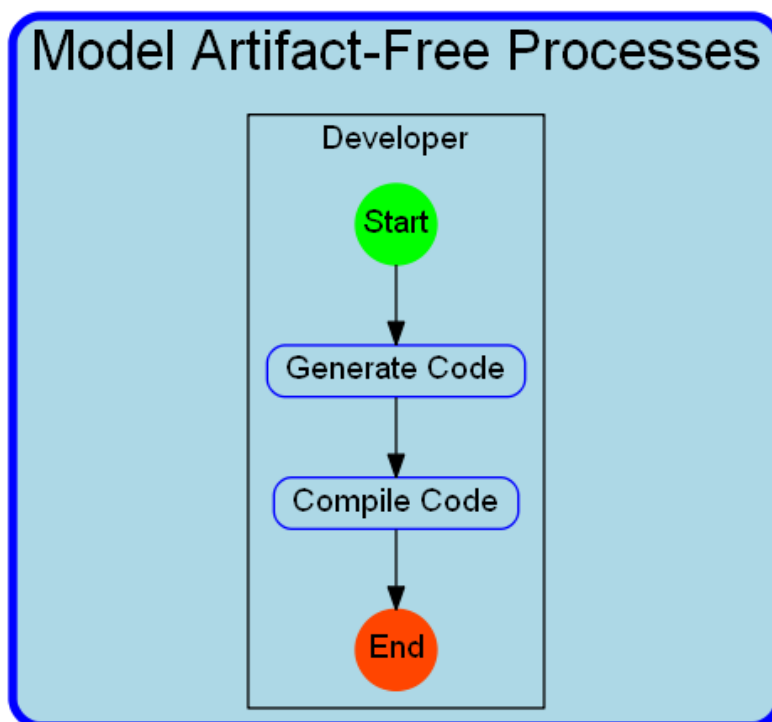 Model Artifact-Free Processes
Developer
Start
Generate Code
Compile Code
End